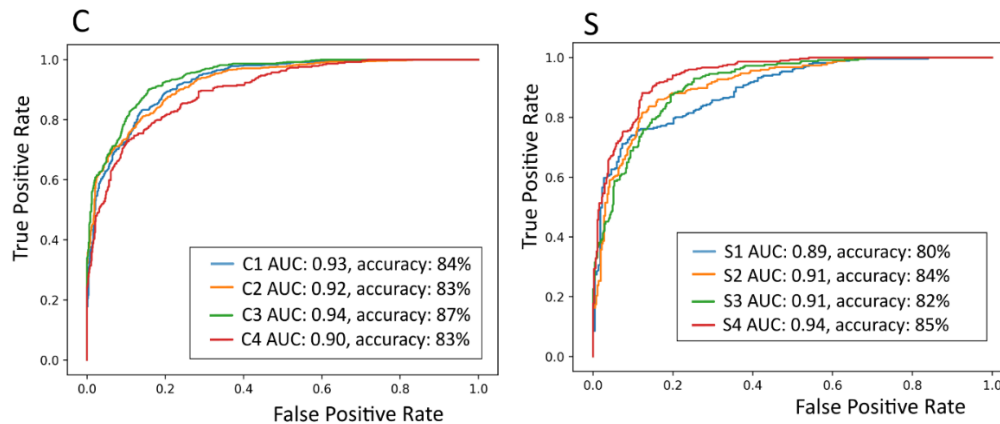 C
True Positive Rate
1.0
0.8
0.6
0.4
0.2
0.0
C1 AUC: 0.93, accuracy: 84%
C2 AUC: 0.92, accuracy: 83%
C3 AUC: 0.94, accuracy: 87%
C4 AUC: 0.90, accuracy: 83%
0.0 0.2 0.4 0.6 0.8 1.0
False Positive Rate
S
True Positive Rate
1.0
0.8
0.6
0.4
0.2
0.0
S1 AUC: 0.89, accuracy: 80%
S2 AUC: 0.91, accuracy: 84%
S3 AUC: 0.91, accuracy: 82%
S4 AUC: 0.94, accuracy: 85%
0.0 0.2 0.4 0.6 0.8 1.0
False Positive Rate